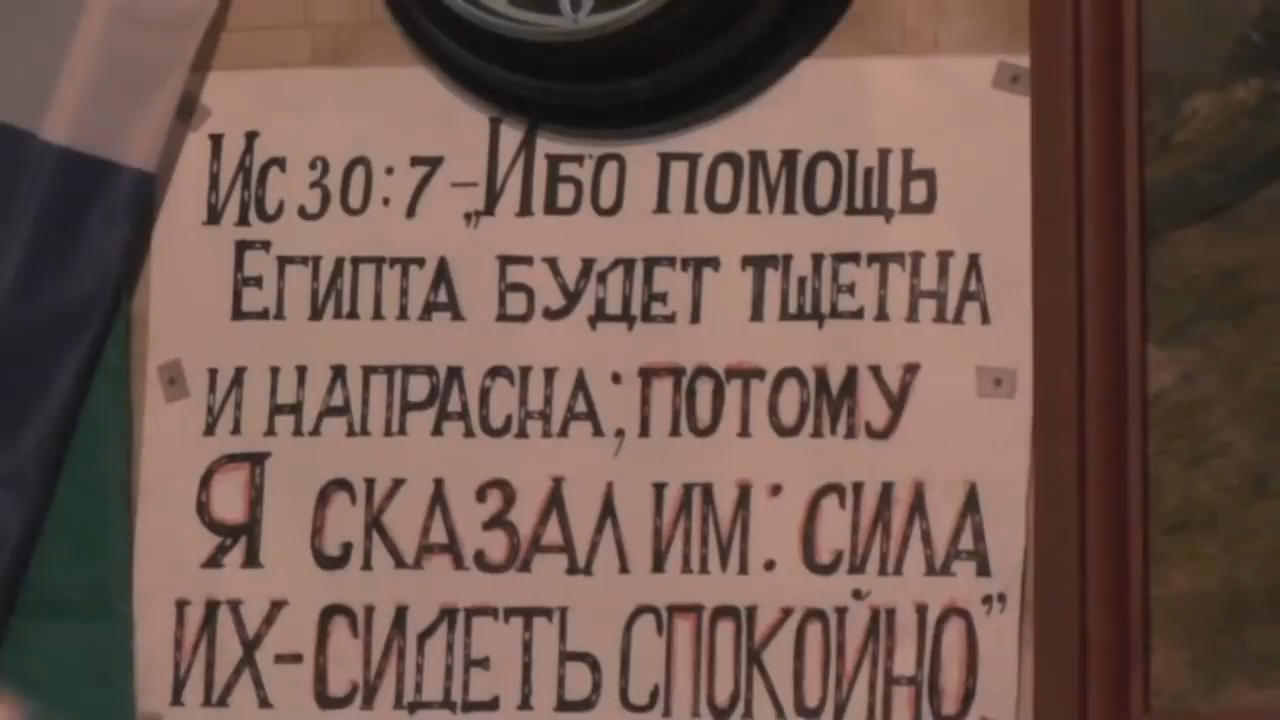 Ис 30:7-„Ибо помощь
Египта будет тщетна
и напрасна; потому
Я сказал им: сила
их-сидеть спокойно”.